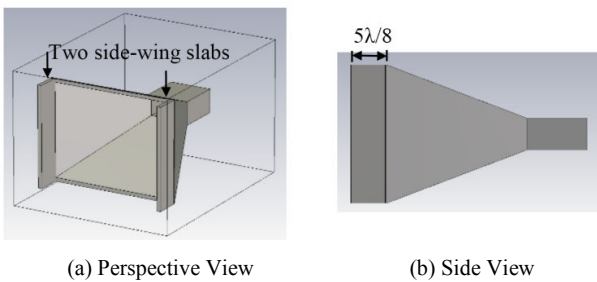 Two side-wing slabs
5λ/8
(a) Perspective View
(b) Side View